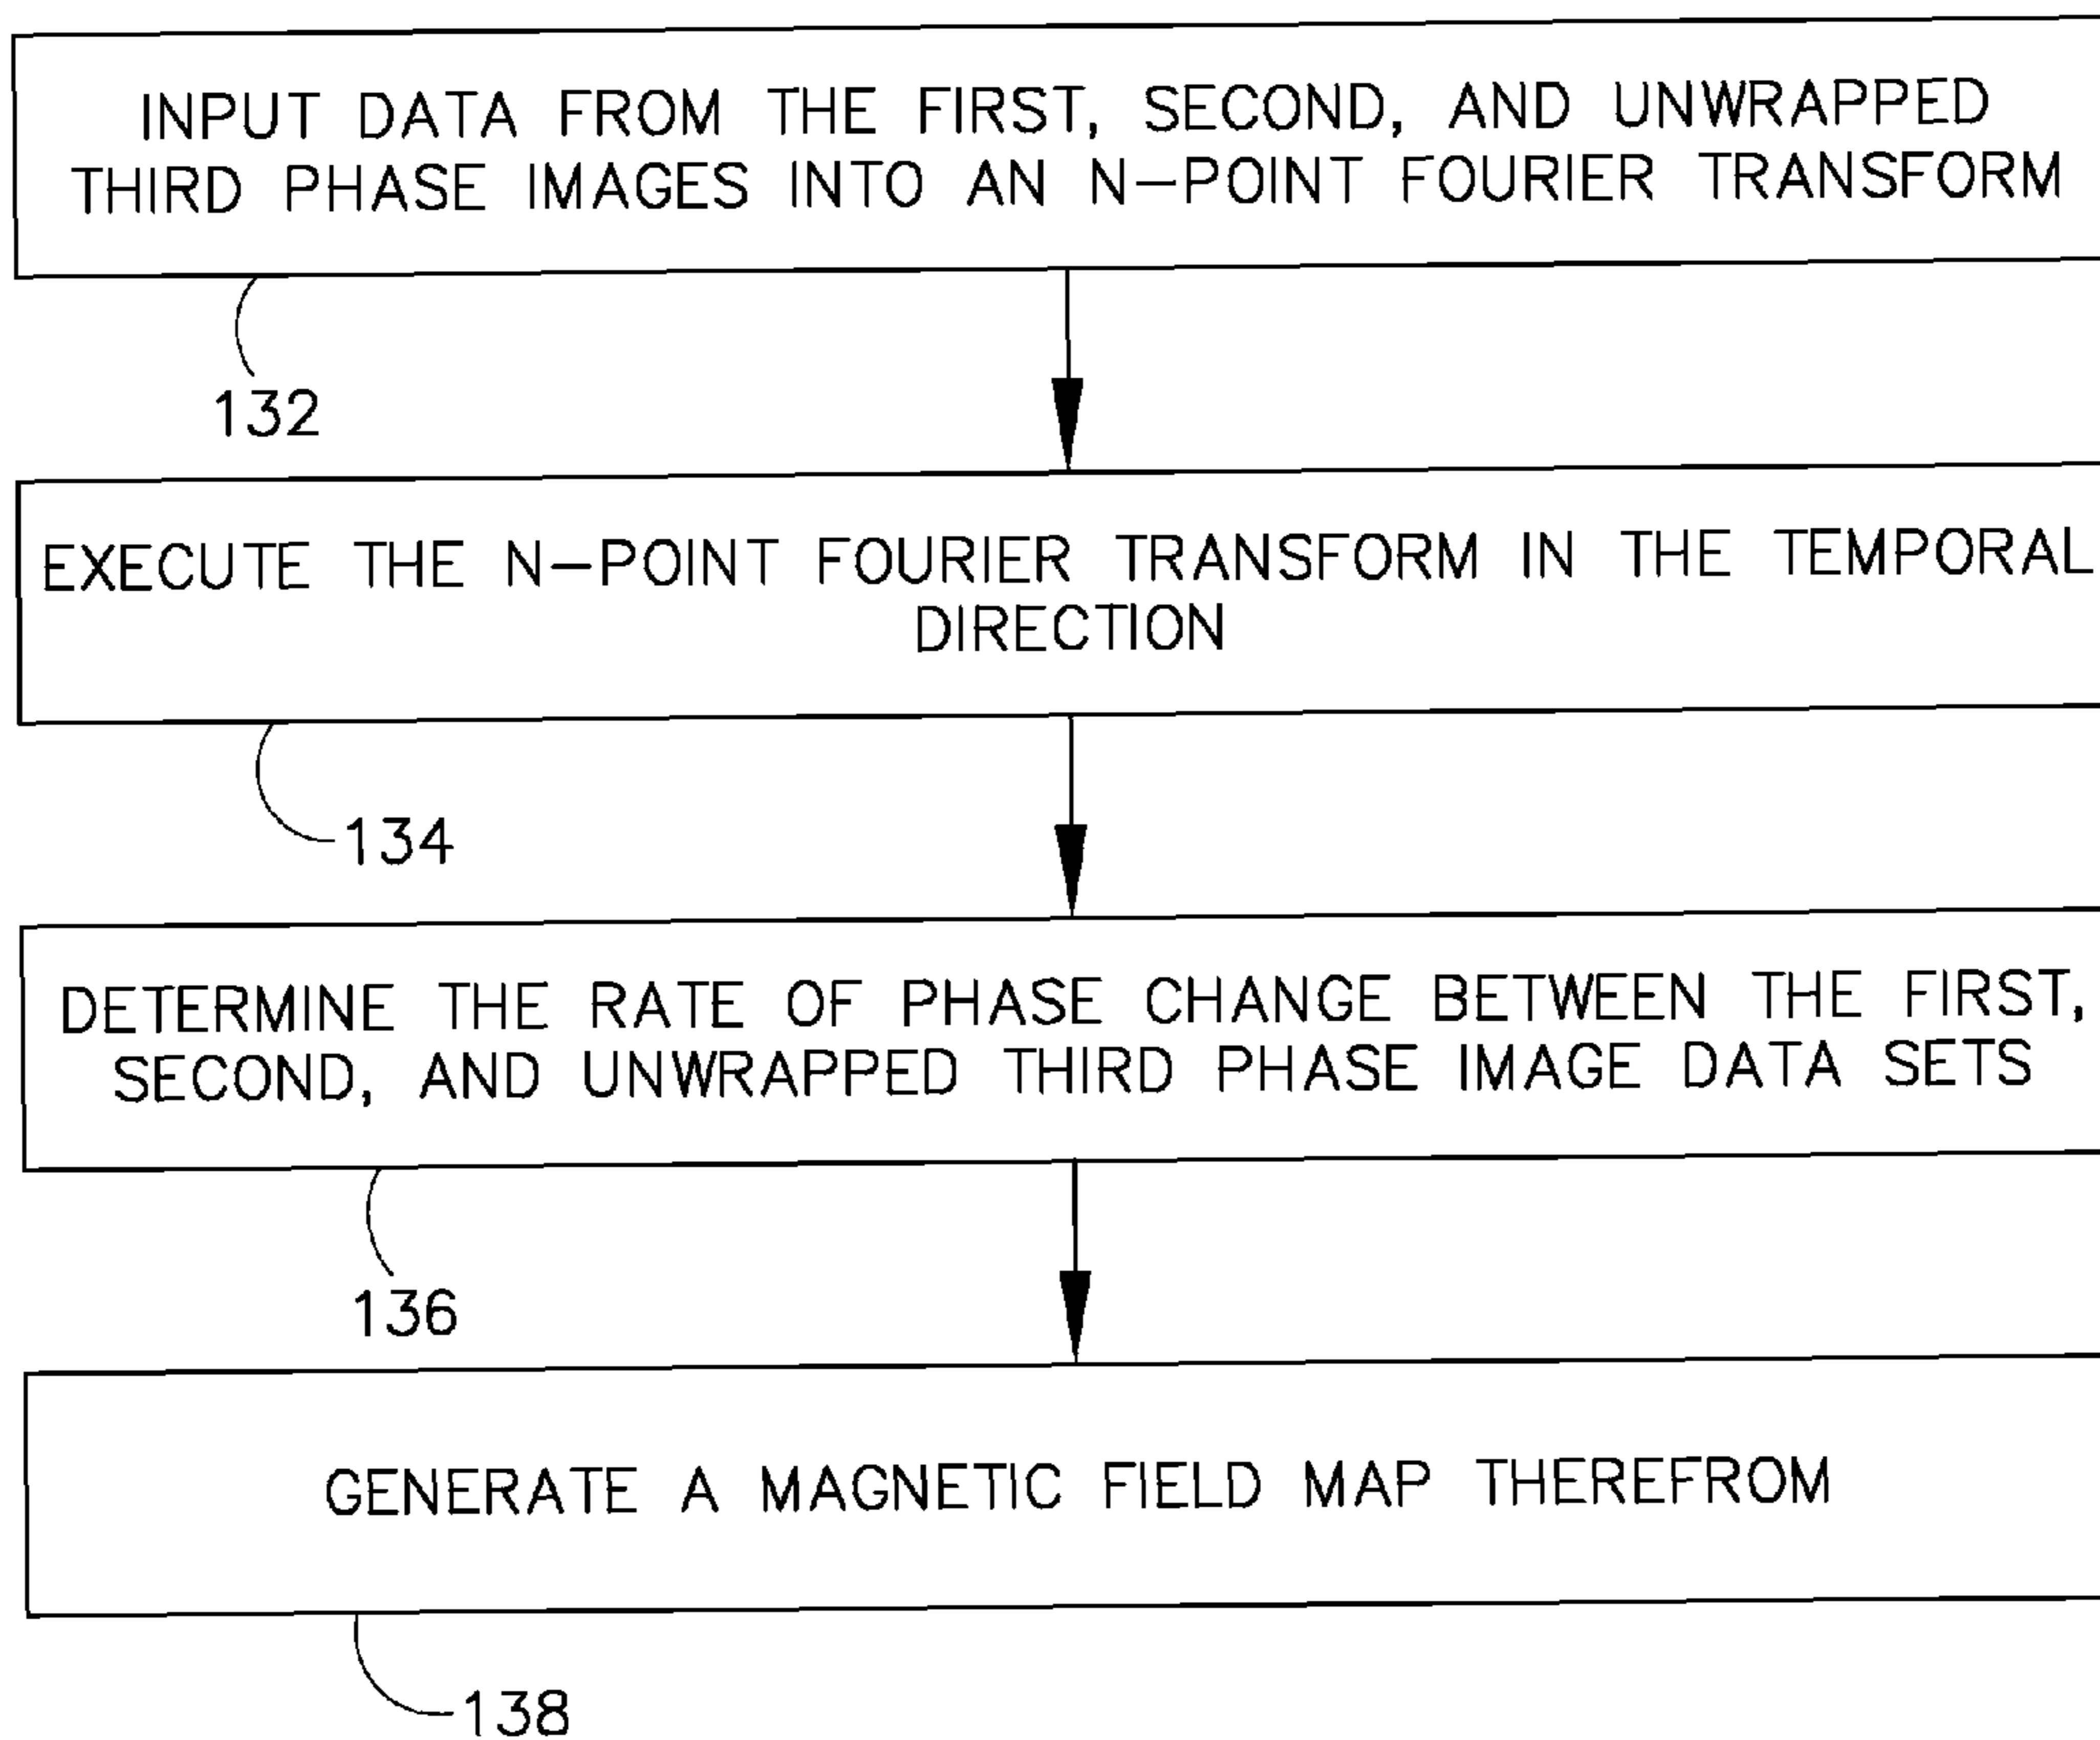 INPUT DATA FROM THE FIRST, SECOND, AND UNWRAPPED
THIRD PHASE IMAGES INTO AN N-POINT FOURIER TRANSFORM
132
EXECUTE THE N-POINT FOURIER TRANSFORM IN THE TEMPORAL
DIRECTION
134
DETERMINE THE RATE OF PHASE CHANGE BETWEEN THE FIRST,
SECOND, AND UNWRAPPED THIRD PHASE IMAGE DATA SETS
136
GENERATE A MAGNETIC FIELD MAP THEREFROM
138